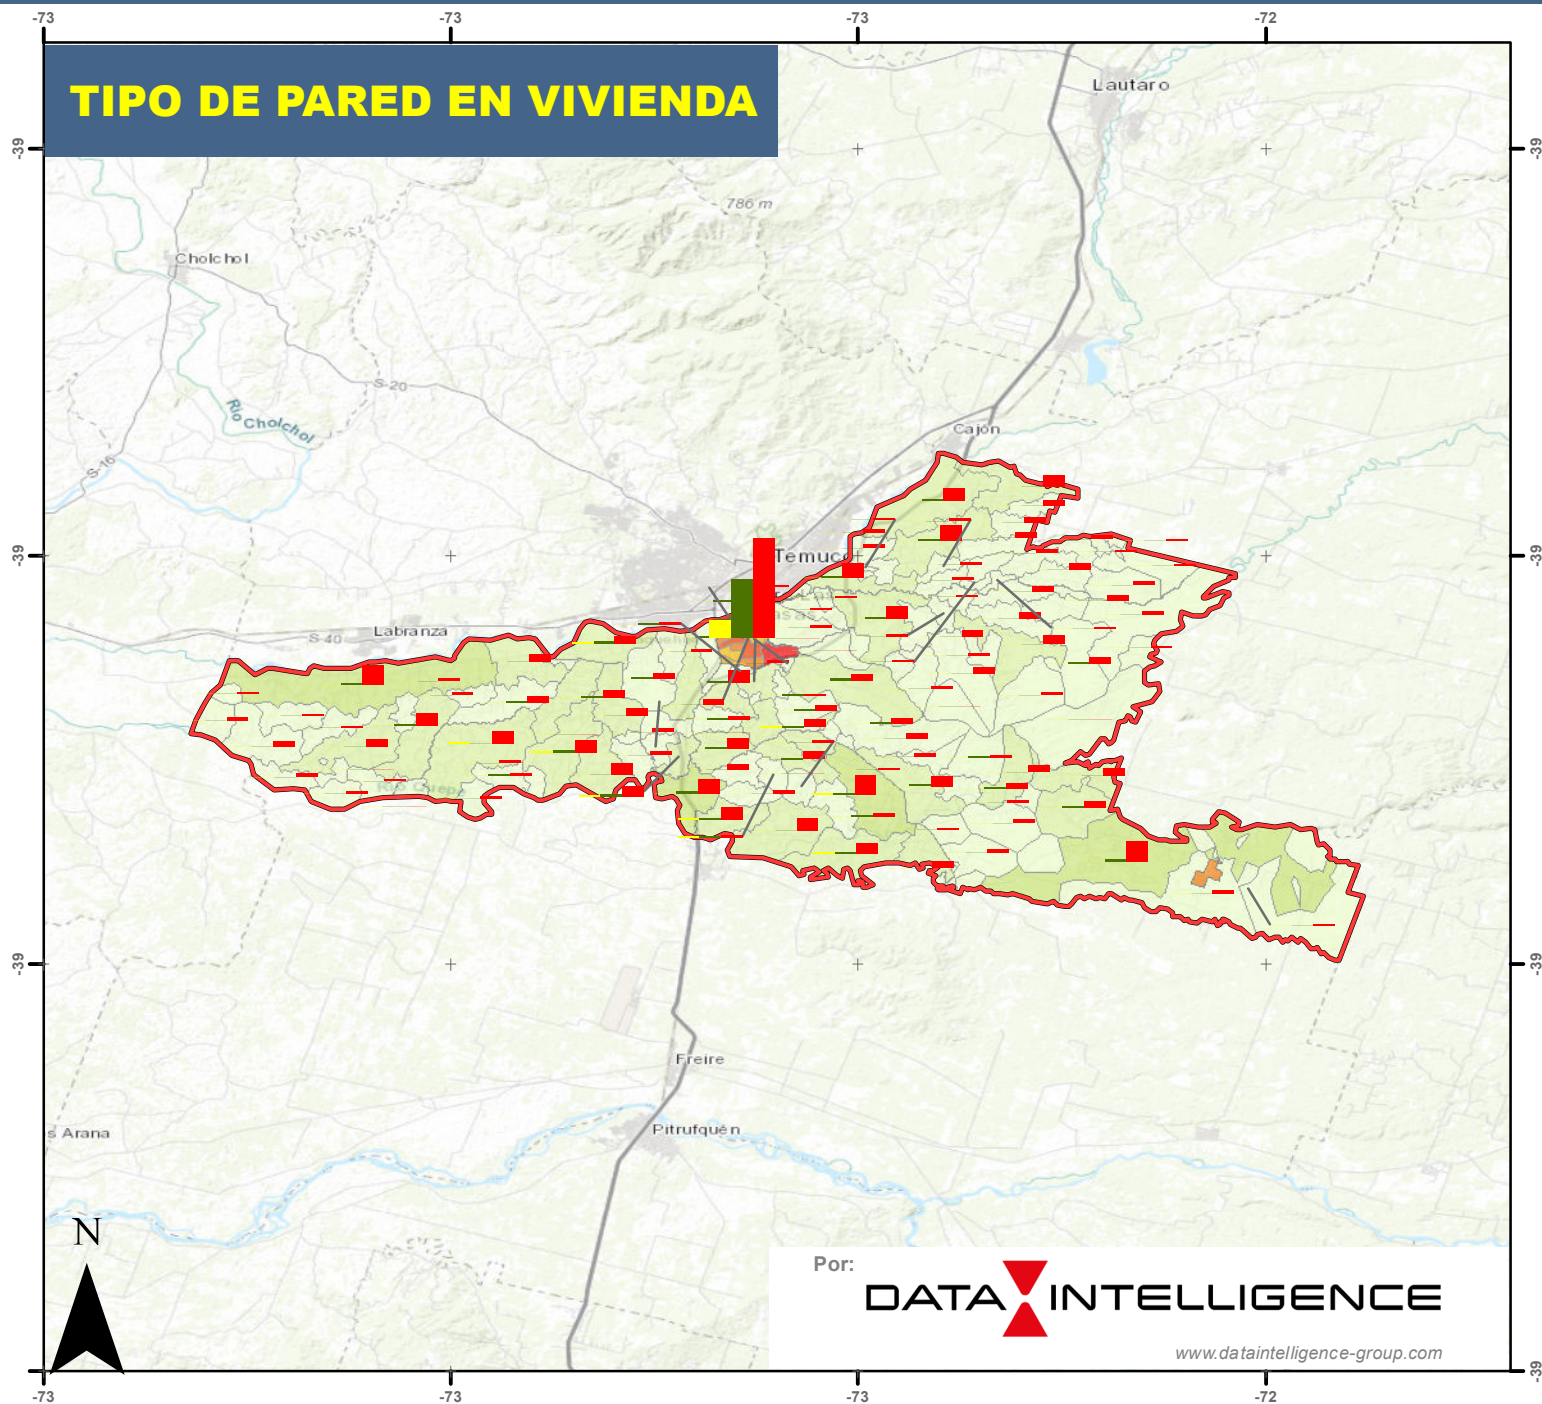 -73
-73
-73
-72
TIPO DE PARED EN VIVIENDA
Lautaro
-39
-39
786 m
Cholchol
S-20
Río Cholchol
Cajón
S-16
-39
-39
Temuco
Labranza
S-40
Río Quepe
-39
-39
Freire
s Arana
Pitrufquén
N
Por:
DATA INTELLIGENCE
www.dataintelligence-group.com
-39
-73
-73
-73
-72